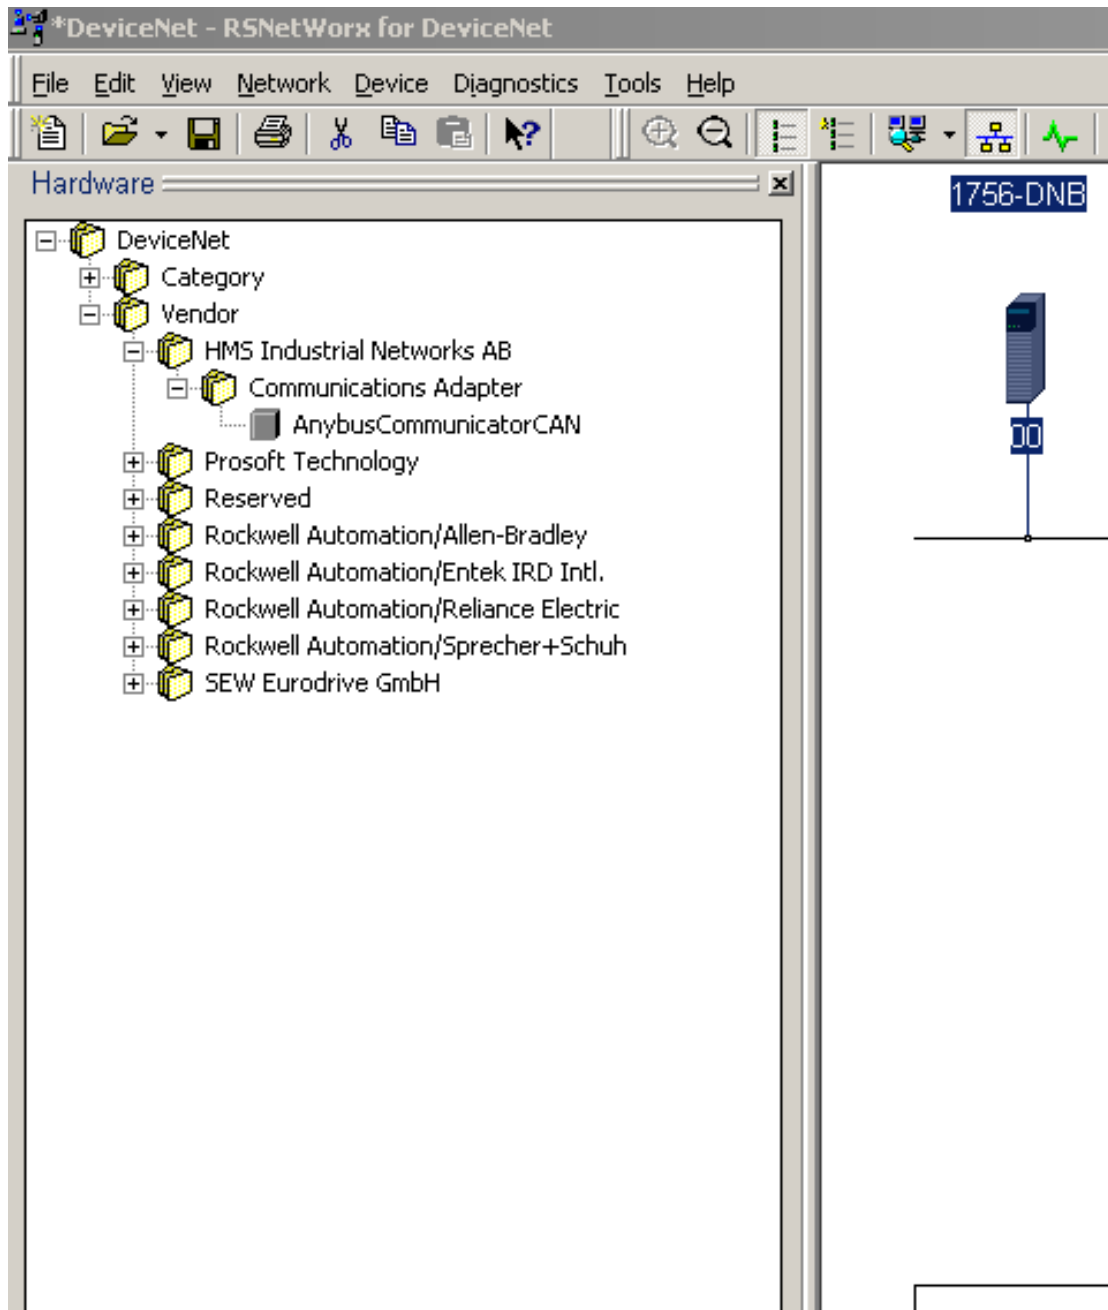 *DeviceNet - RSNetWorx for DeviceNet
File Edit View Network Device Diagnostics Tools Help
Hardware
DeviceNet
Category
Vendor
HMS Industrial Networks AB
Communications Adapter
AnybusCommunicatorCAN
Prosoft Technology
Reserved
Rockwell Automation/Allen-Bradley
Rockwell Automation/Entek IRD Intl.
Rockwell Automation/Reliance Electric
Rockwell Automation/Sprecher+Schuh
SEW Eurodrive GmbH
1756-DNB
00